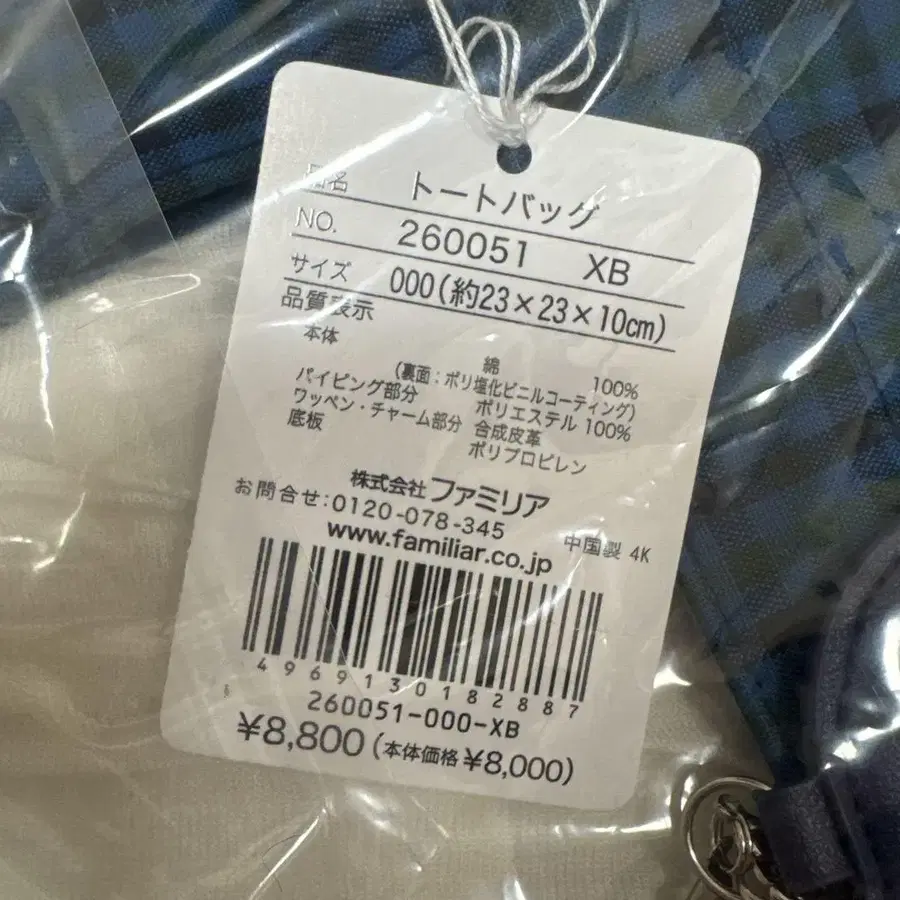 品名 トートバッグ
NO. 260051 XB
サイズ 000(約23×23×10cm)
品質表示
本体 綿 100%
(裏面:ポリ塩化ビニルコーティング)
パイピング部分 ポリエステル 100%
ワッペン・チャーム部分 合成皮革
底板 ポリプロピレン
株式会社ファミリア
お問合せ:0120-078-345
www.familiar.co.jp 中国製 4K
4969130182887
260051-000-XB
¥8,800(本体価格¥8,000)